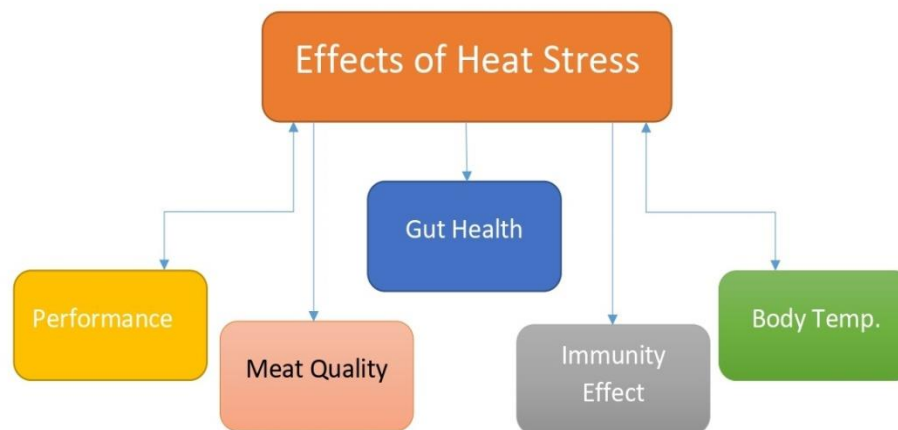 Effects of Heat Stress
Gut Health
Performance
Meat Quality
Immunity
Effect
Body Temp.